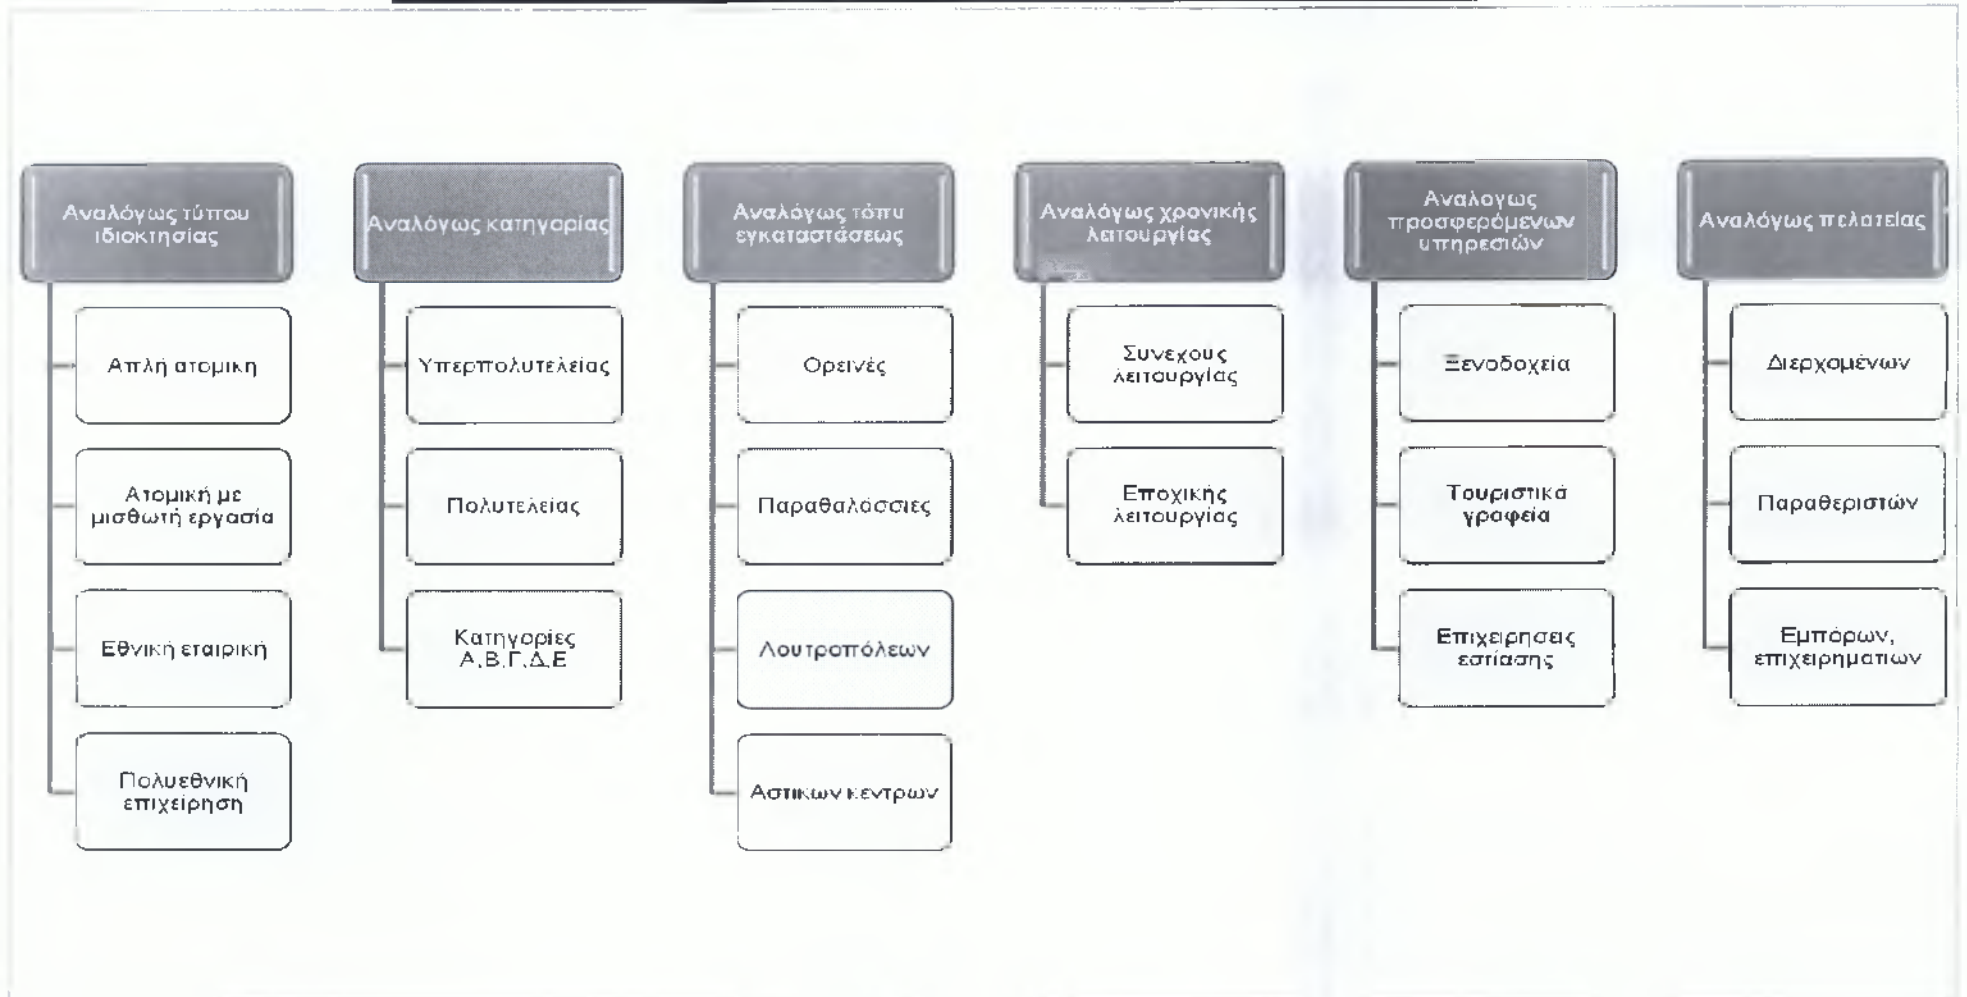 Αναλόγως τύπου
ιδιοκτησίας
Απλή ατομικη
Ατομική με
μισθωτή εργασία
Εθνική εταιρική
Πολυεθνική
επιχείρηση
Αναλόγως κατηγορίας
Υπερπολυτελείας
Πολυτελείας
Κατηγορίες
Α,Β,Γ,Δ,Ε
Αναλόγως τόπυ
εγκαταστάσεως
Ορεινές
Παραθαλάσσιες
Λουτροπόλεων
Αστικων κεντρων
Αναλόγως χρονικής
λειτουργίας
Συνεχους
λειτουργίας
Εποχικής
λειτουργίας
Αναλογως
προσφερόμενων
υπηρεσιών
Ξενοδοχεία
Τουριστικά
γραφεία
Επιχειρησεις
εστίασης
Αναλόγως πελατείας
Διερχομένων
Παραθεριστών
Εμπόρων,
επιχειρηματιων